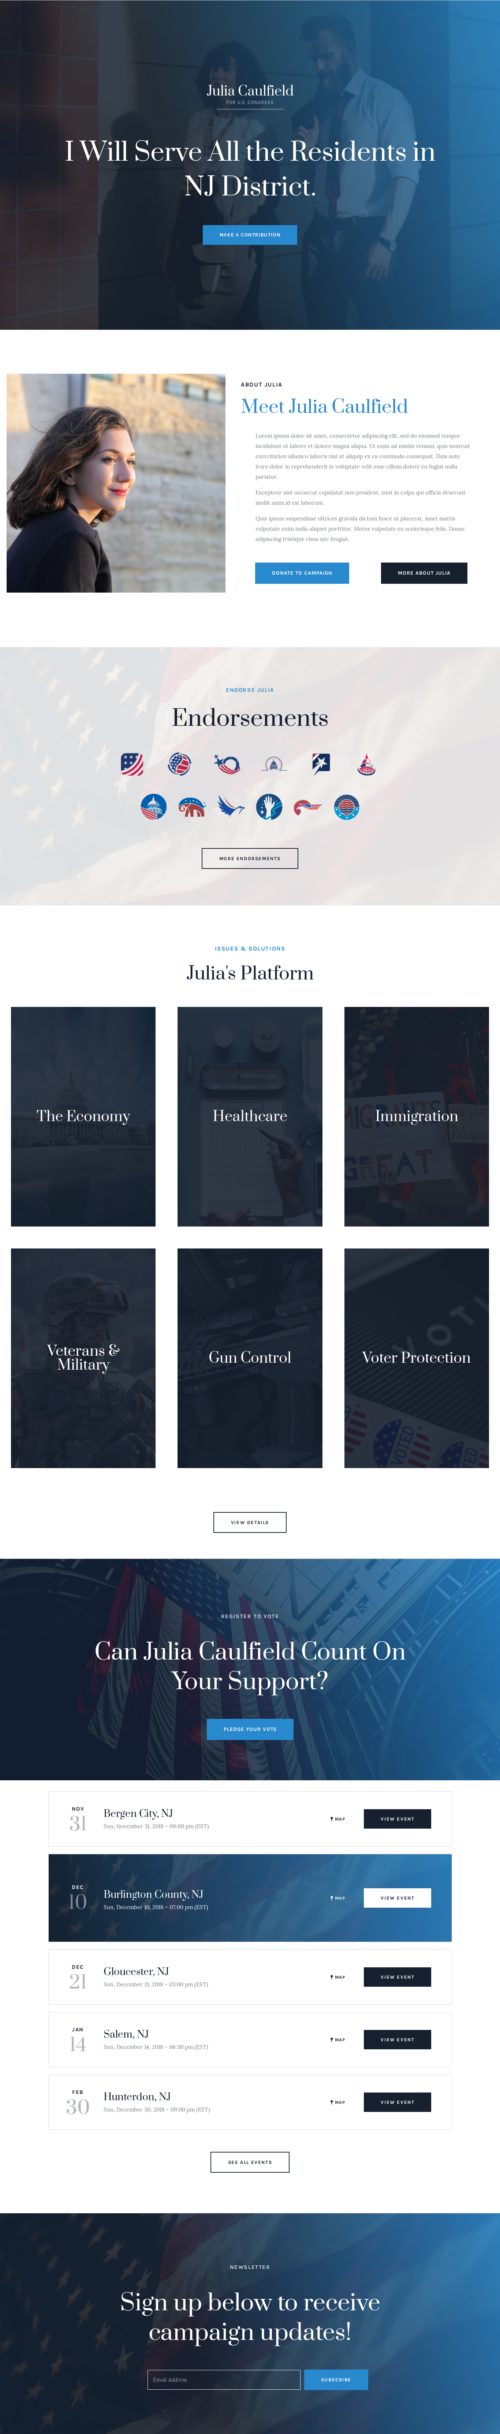 Julia Caulfield
FOR U.S. CONGRESS
I Will Serve All the Residents in
NJ District.
MAKE A CONTRIBUTION
ABOUT JULIA
Meet Julia Caulfield
Lorem ipsum dolor sit amet, consectetur adipiscing elit, sed do eiusmod tempor
incididunt ut labore et dolore magna aliqua. Ut enim ad minim veniam, quis nostrud
exercitation ullamco laboris nisi ut aliquip ex ea commodo consequat. Duis aute
irure dolor in reprehenderit in voluptate velit esse cillum dolore eu fugiat nulla
pariatur.
Excepteur sint occaecat cupidatat non proident, sunt in culpa qui officia deserunt
mollit anim id est laborum.
Quis ipsum suspendisse ultrices gravida dictum fusce ut placerat. Amet mattis
vulputate enim nulla aliquet porttitor. Metus vulputate eu scelerisque felis. Donec
adipiscing tristique risus nec feugiat.
DONATE TO CAMPAIGN
MORE ABOUT JULIA
ENDORSE JULIA
Endorsements
MORE ENDORSEMENTS
ISSUES & SOLUTIONS
Julia's Platform
The Economy
Healthcare
Immigration
IMMIGRANTS
GREAT
Veterans &
Military
Gun Control
Voter Protection
VOTI
VOTED
VIEW DETAILS
REGISTER TO VOTE
Can Julia Caulfield Count On
Your Support?
PLEDGE YOUR VOTE
NOV
31
Bergen City, NJ
Sun, November 31, 2018 – 09:00 pm (EST)
MAP
VIEW EVENT
DEC
10
Burlington County, NJ
Sun, December 10, 2018 – 07:00 pm (EST)
MAP
VIEW EVENT
DEC
21
Gloucester, NJ
Sun, December 21, 2018 – 03:00 pm (EST)
MAP
VIEW EVENT
JAN
14
Salem, NJ
Sun, December 14, 2018 – 06:30 pm (EST)
MAP
VIEW EVENT
FEB
30
Hunterdon, NJ
Sun, December 30, 2018 – 09:00 pm (EST)
MAP
VIEW EVENT
SEE ALL EVENTS
NEWSLETTER
Sign up below to receive
campaign updates!
Email Address
SUBSCRIBE